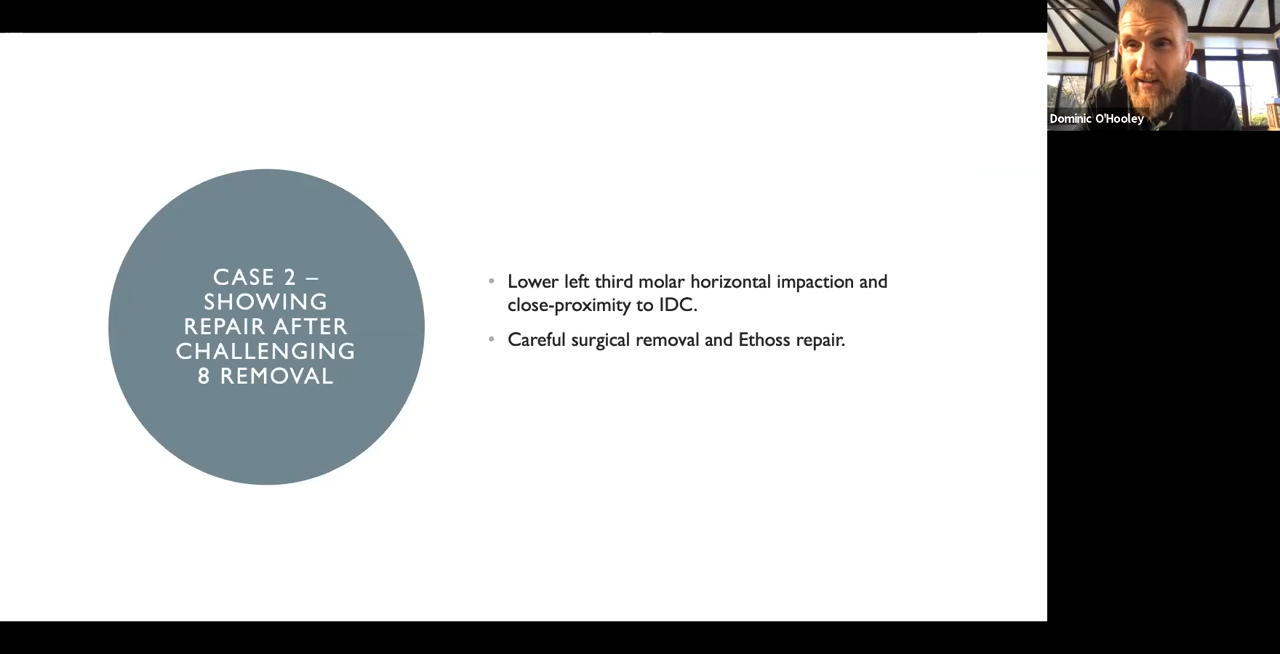 CASE 2 –
SHOWING
REPAIR AFTER
CHALLENGING
8 REMOVAL
• Lower left third molar horizontal impaction and
close-proximity to IDC.
• Careful surgical removal and Ethoss repair.
Dominic O'Hooley